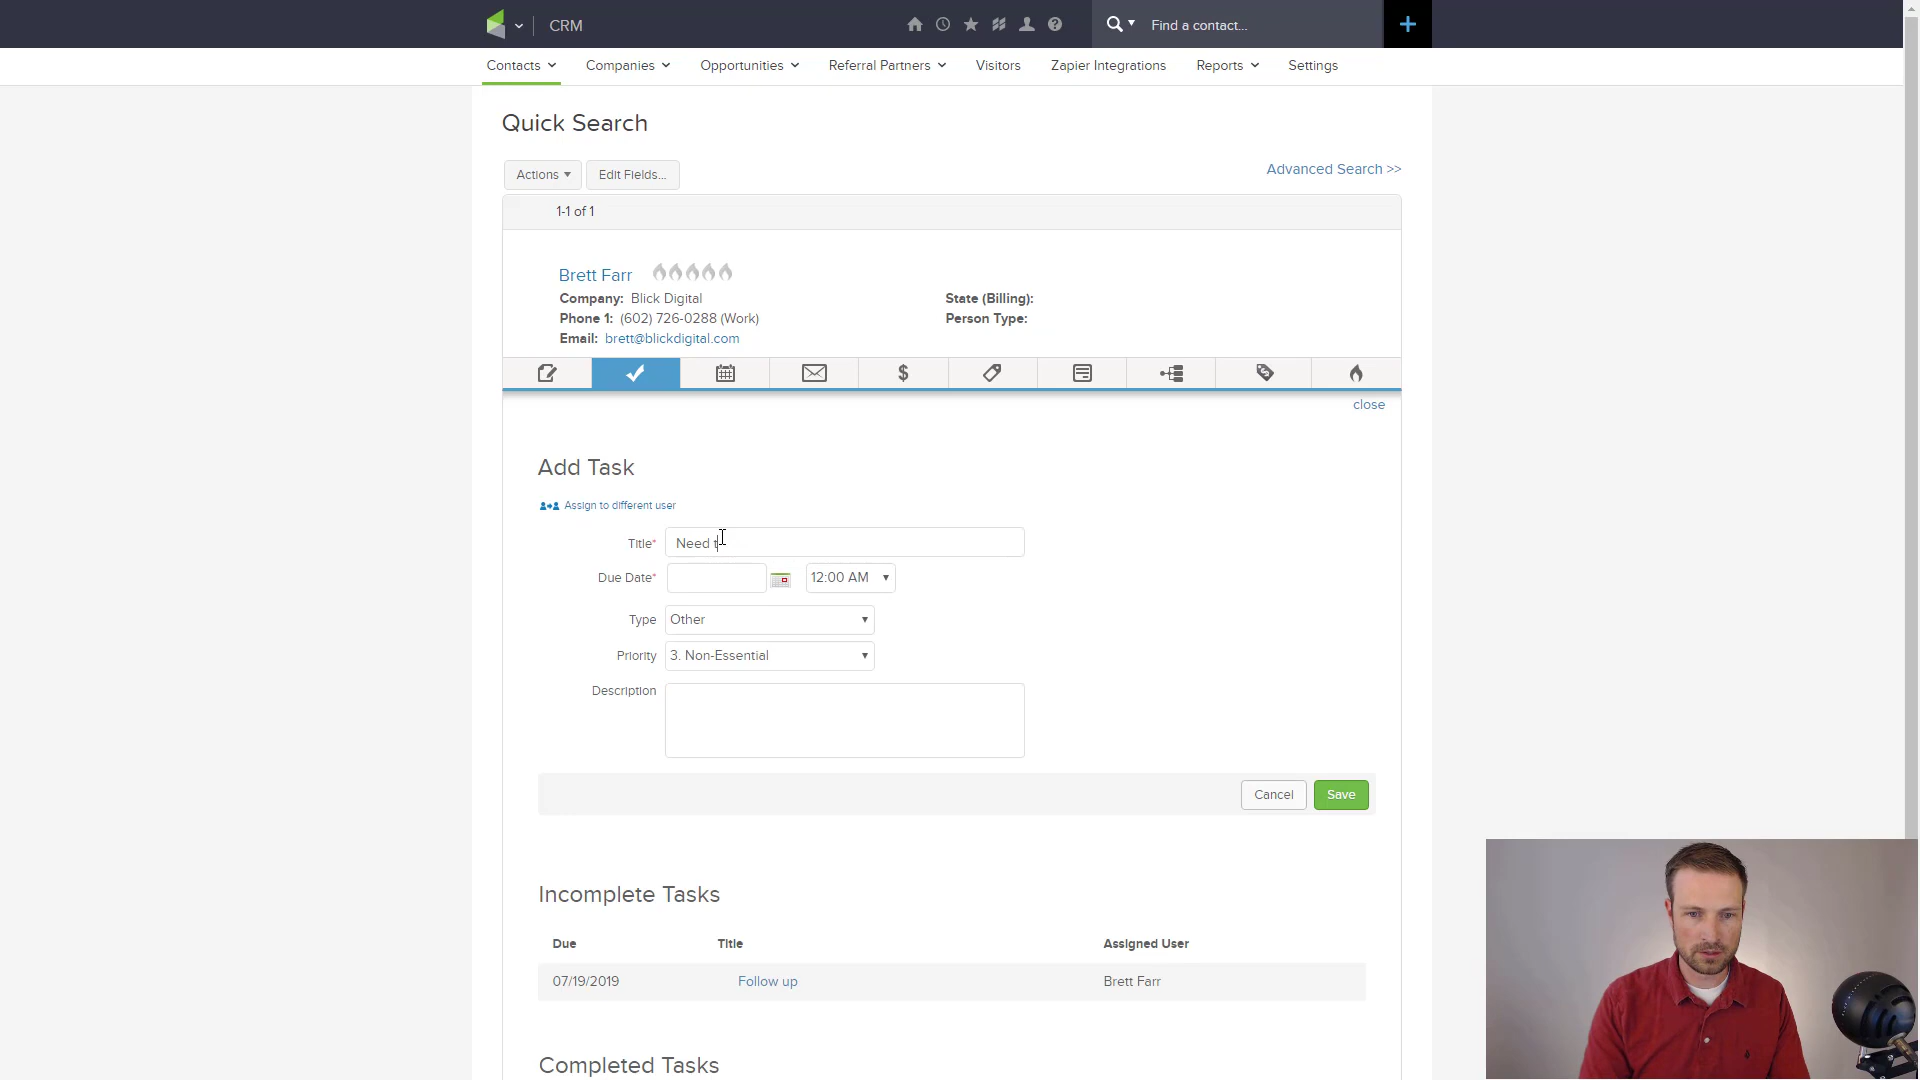 CRM
Find a contact...
Contacts Companies Opportunities Referral Partners Visitors Zapier Integrations Reports Settings
Quick Search
Actions Edit Fields... Advanced Search >>
1-1 of 1
Brett Farr
Company: Blick Digital State (Billing):
Phone 1: (602) 726-0288 (Work) Person Type:
Email: brett@blickdigital.com
close
Add Task
Assign to different user
Title* Need t
Due Date* 12:00 AM
Type Other
Priority 3. Non-Essential
Description
Cancel Save
Incomplete Tasks
Due Title Assigned User
07/19/2019 Follow up Brett Farr
Completed Tasks